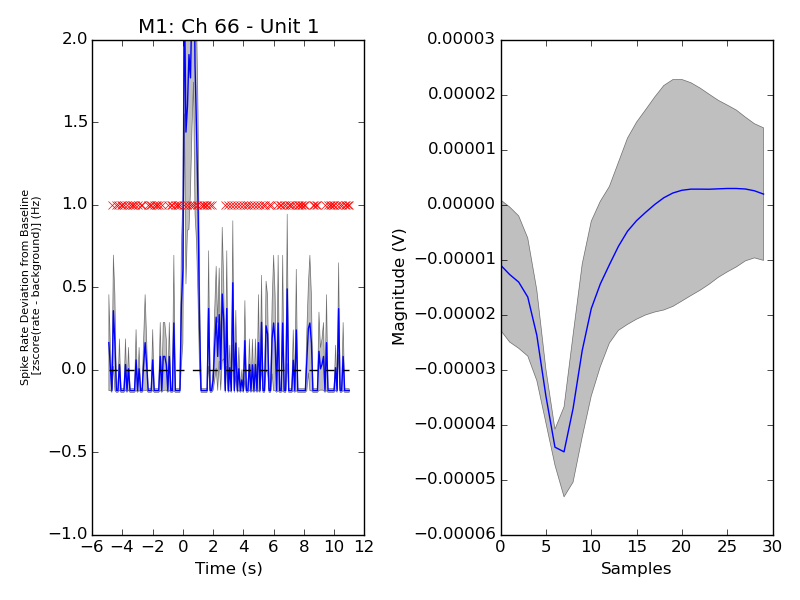 M1: Ch 66 - Unit 1
Spike Rate Deviation from Baseline
[zscore(rate - background)] (Hz)
2.0
1.5
1.0
0.5
0.0
−0.5
−1.0
−6 −4 −2 0 2 4 6 8 10 12
Time (s)
Magnitude (V)
0.00003
0.00002
0.00001
0.00000
−0.00001
−0.00002
−0.00003
−0.00004
−0.00005
−0.00006
0 5 10 15 20 25 30
Samples